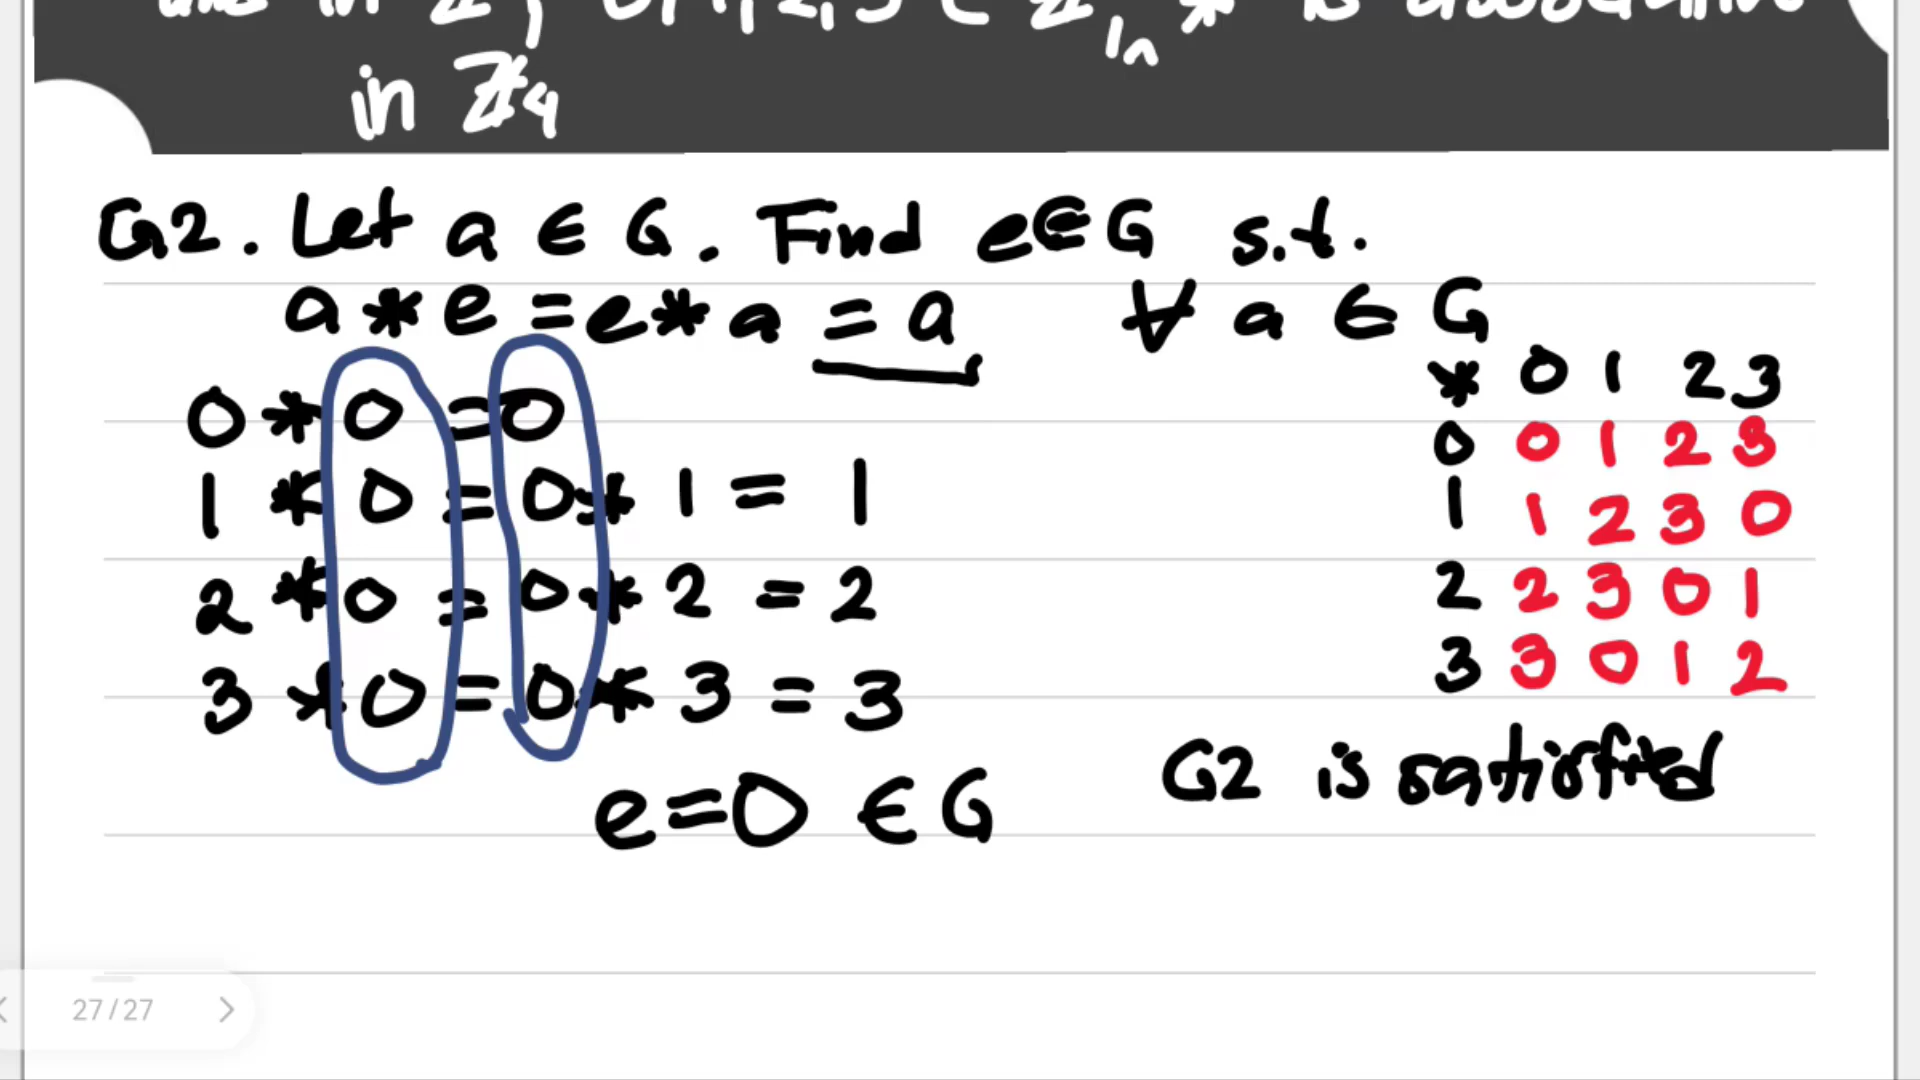 in ℤ4
G2. Let a ∈ G. Find e∈G s.t.
a * e = e * a = a ∀ a ∈ G
0 * 0 = 0
1 * 0 = 0 * 1 = 1
2 * 0 = 0 * 2 = 2
3 * 0 = 0 * 3 = 3
e = 0 ∈ G
* 0 1 2 3
0 0 1 2 3
1 1 2 3 0
2 2 3 0 1
3 3 0 1 2
G2 is satisfied
27/27